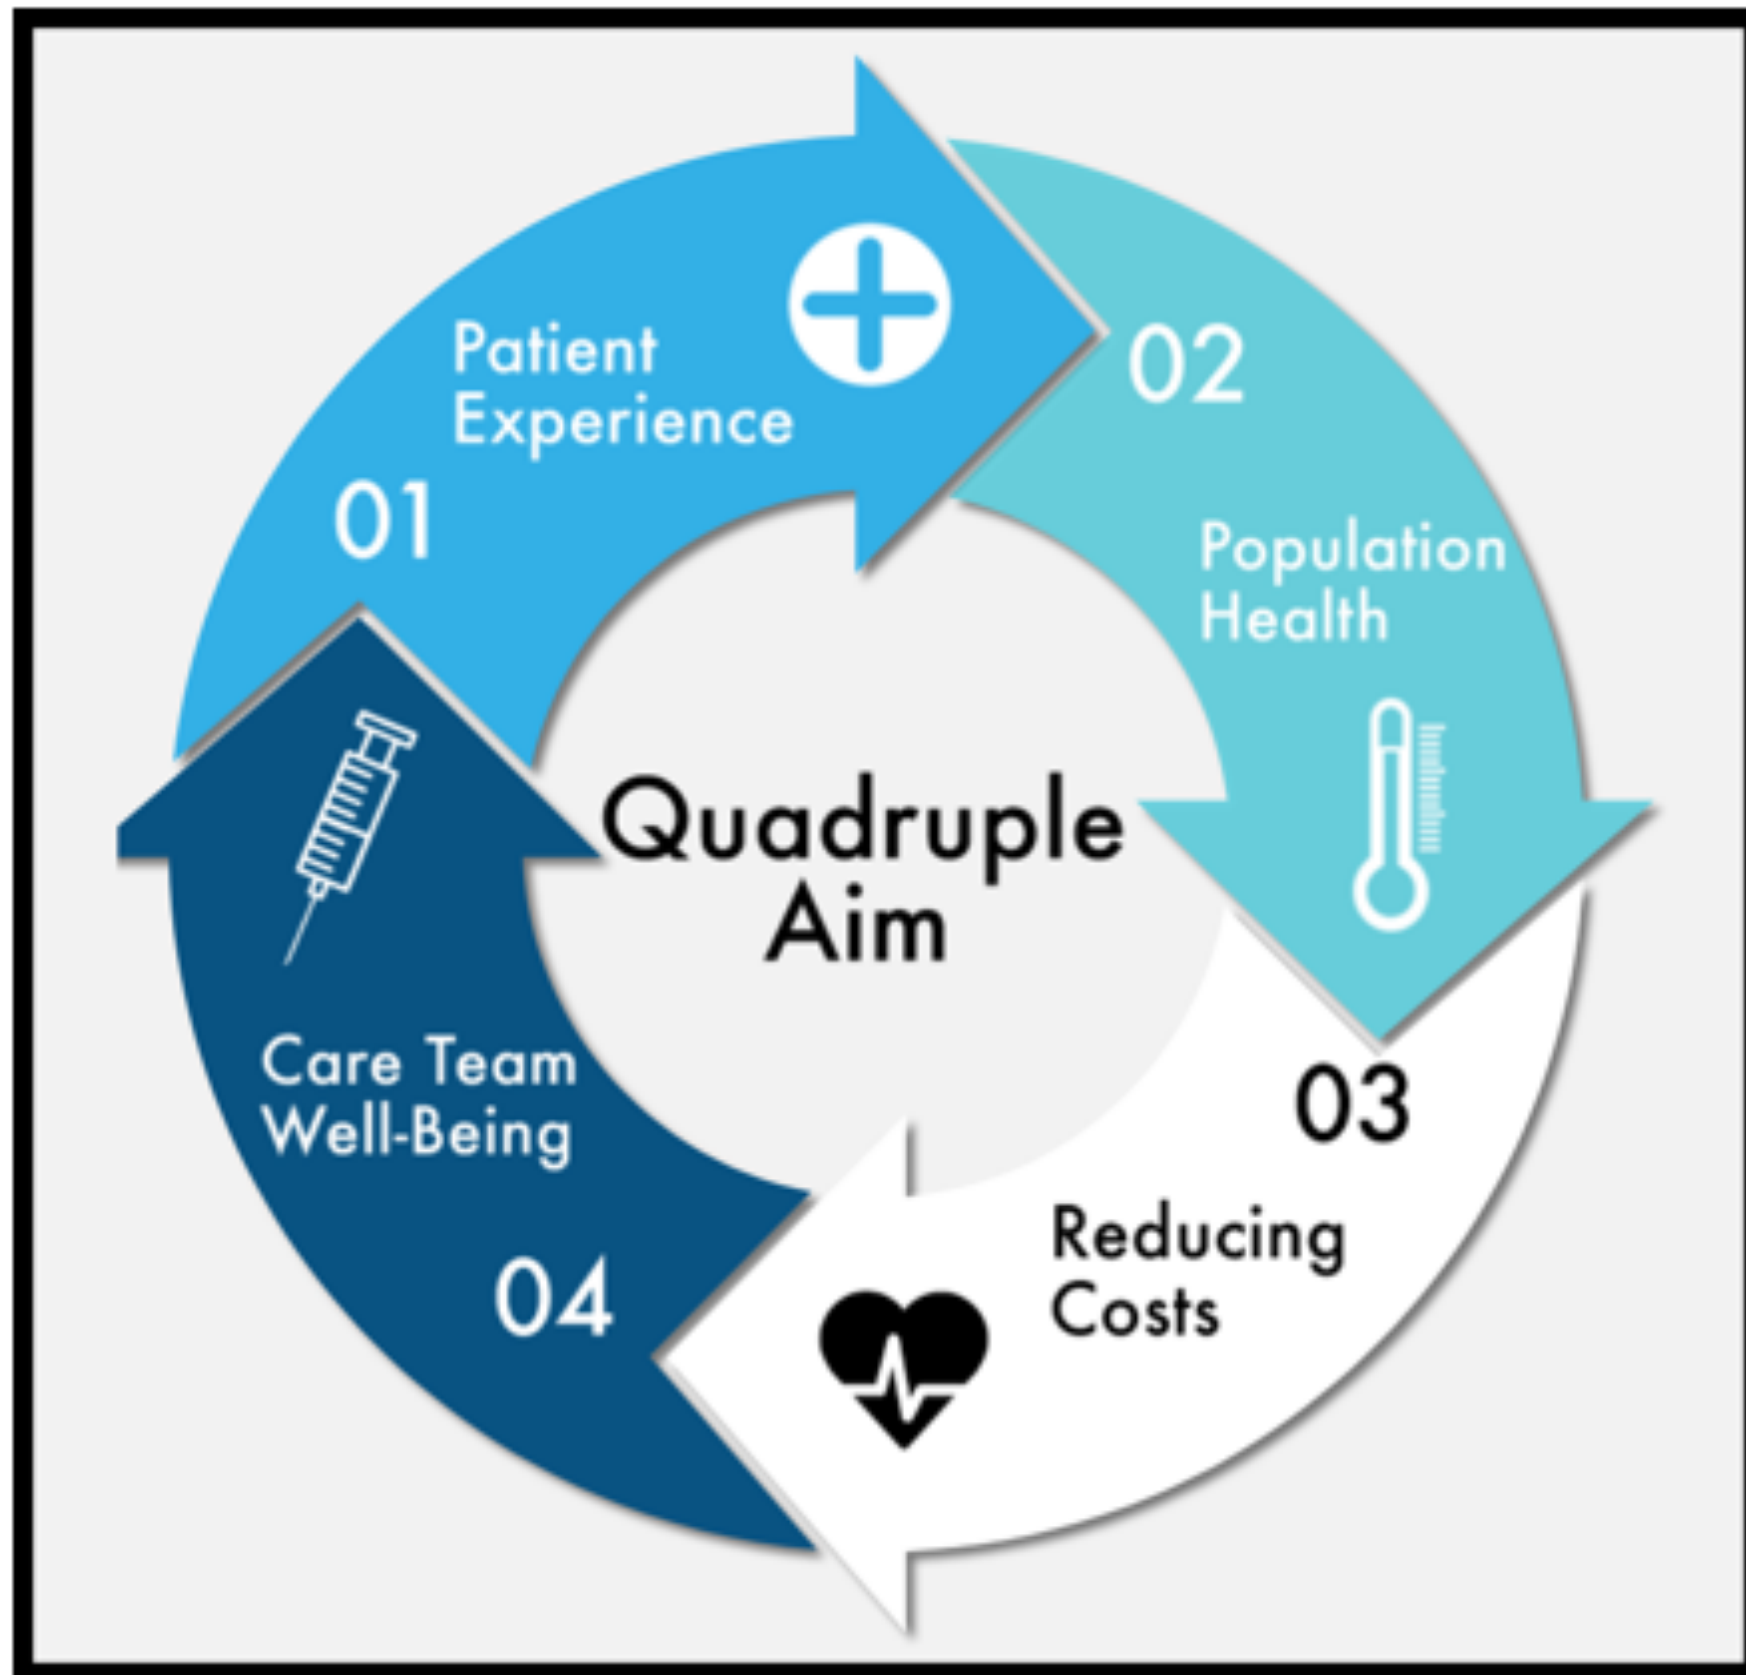 01
Patient
Experience
02
Population
Health
Quadruple
Aim
03
Reducing
Costs
04
Care Team
Well-Being